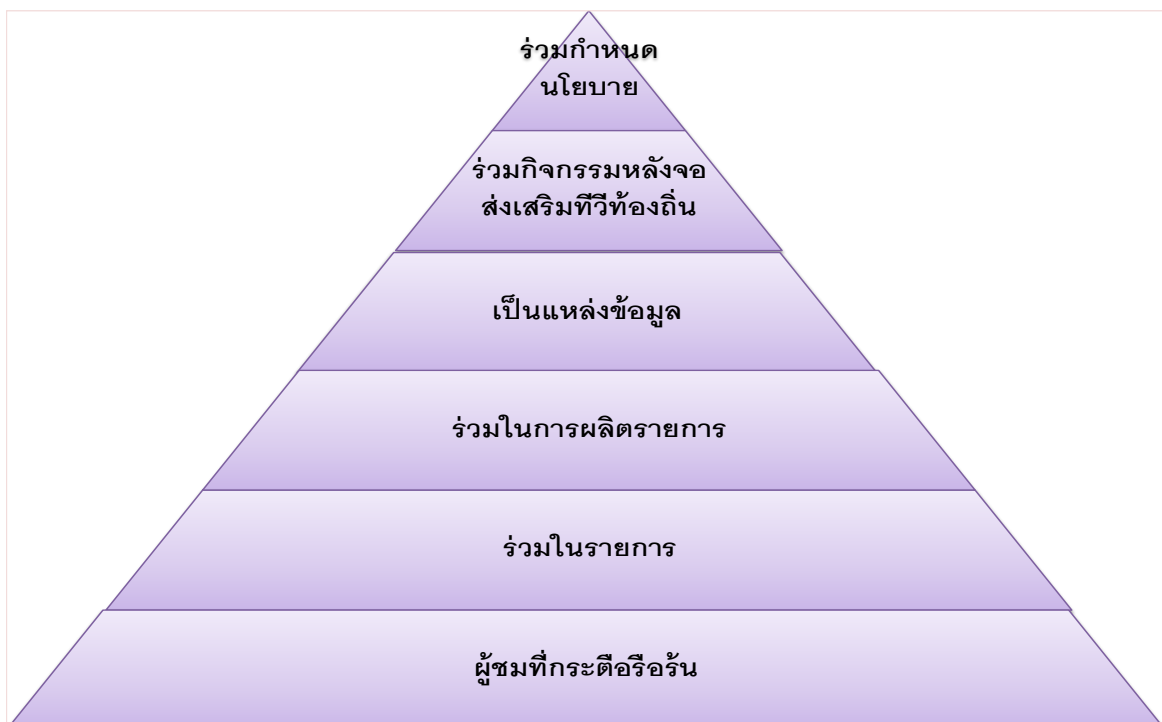 ร่วมกำหนด
นโยบาย
ร่วมกิจกรรมหลังจอ
ส่งเสริมทีวีท้องถิ่น
เป็นแหล่งข้อมูล
ร่วมในการผลิตรายการ
ร่วมในรายการ
ผู้ชมที่กระตือรือร้น